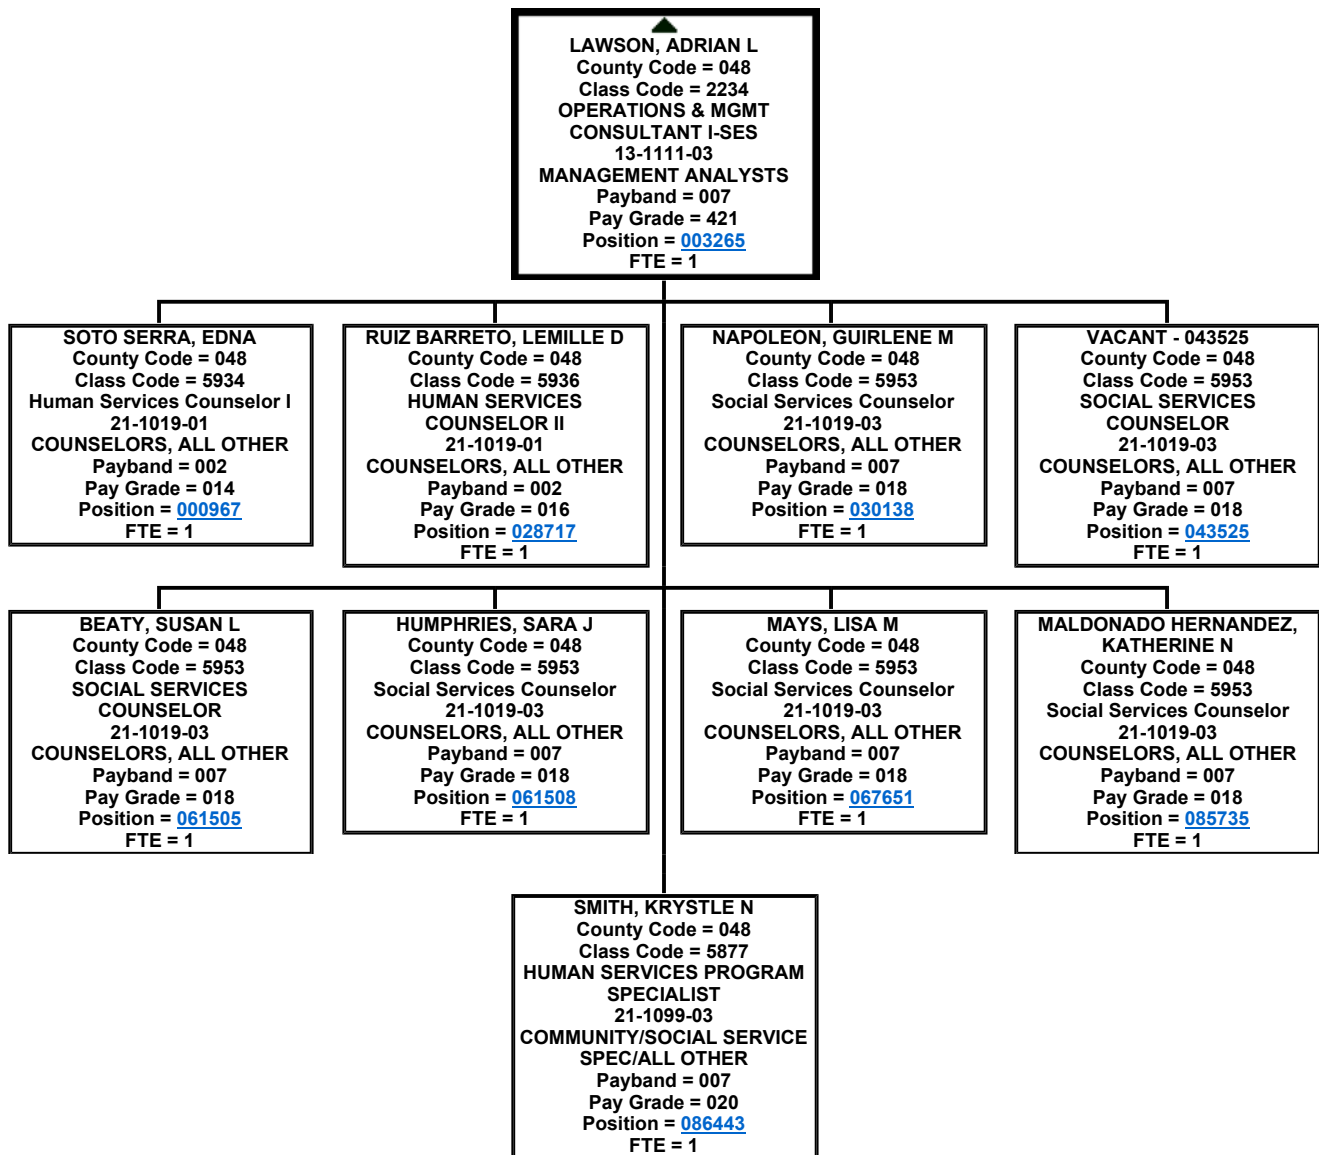 LAWSON, ADRIAN L
County Code = 048
Class Code = 2234
OPERATIONS & MGMT
CONSULTANT I-SES
13-1111-03
MANAGEMENT ANALYSTS
Payband = 007
Pay Grade = 421
Position = 003265
FTE = 1
SOTO SERRA, EDNA
County Code = 048
Class Code = 5934
Human Services Counselor I
21-1019-01
COUNSELORS, ALL OTHER
Payband = 002
Pay Grade = 014
Position = 000967
FTE = 1
RUIZ BARRETO, LEMILLE D
County Code = 048
Class Code = 5936
HUMAN SERVICES
COUNSELOR II
21-1019-01
COUNSELORS, ALL OTHER
Payband = 002
Pay Grade = 016
Position = 028717
FTE = 1
NAPOLEON, GUIRLENE M
County Code = 048
Class Code = 5953
Social Services Counselor
21-1019-03
COUNSELORS, ALL OTHER
Payband = 007
Pay Grade = 018
Position = 030138
FTE = 1
VACANT - 043525
County Code = 048
Class Code = 5953
SOCIAL SERVICES
COUNSELOR
21-1019-03
COUNSELORS, ALL OTHER
Payband = 007
Pay Grade = 018
Position = 043525
FTE = 1
BEATY, SUSAN L
County Code = 048
Class Code = 5953
SOCIAL SERVICES
COUNSELOR
21-1019-03
COUNSELORS, ALL OTHER
Payband = 007
Pay Grade = 018
Position = 061505
FTE = 1
HUMPHRIES, SARA J
County Code = 048
Class Code = 5953
Social Services Counselor
21-1019-03
COUNSELORS, ALL OTHER
Payband = 007
Pay Grade = 018
Position = 061508
FTE = 1
MAYS, LISA M
County Code = 048
Class Code = 5953
Social Services Counselor
21-1019-03
COUNSELORS, ALL OTHER
Payband = 007
Pay Grade = 018
Position = 067651
FTE = 1
MALDONADO HERNANDEZ,
KATHERINE N
County Code = 048
Class Code = 5953
Social Services Counselor
21-1019-03
COUNSELORS, ALL OTHER
Payband = 007
Pay Grade = 018
Position = 085735
FTE = 1
SMITH, KRYSTLE N
County Code = 048
Class Code = 5877
HUMAN SERVICES PROGRAM
SPECIALIST
21-1099-03
COMMUNITY/SOCIAL SERVICE
SPEC/ALL OTHER
Payband = 007
Pay Grade = 020
Position = 086443
FTE = 1